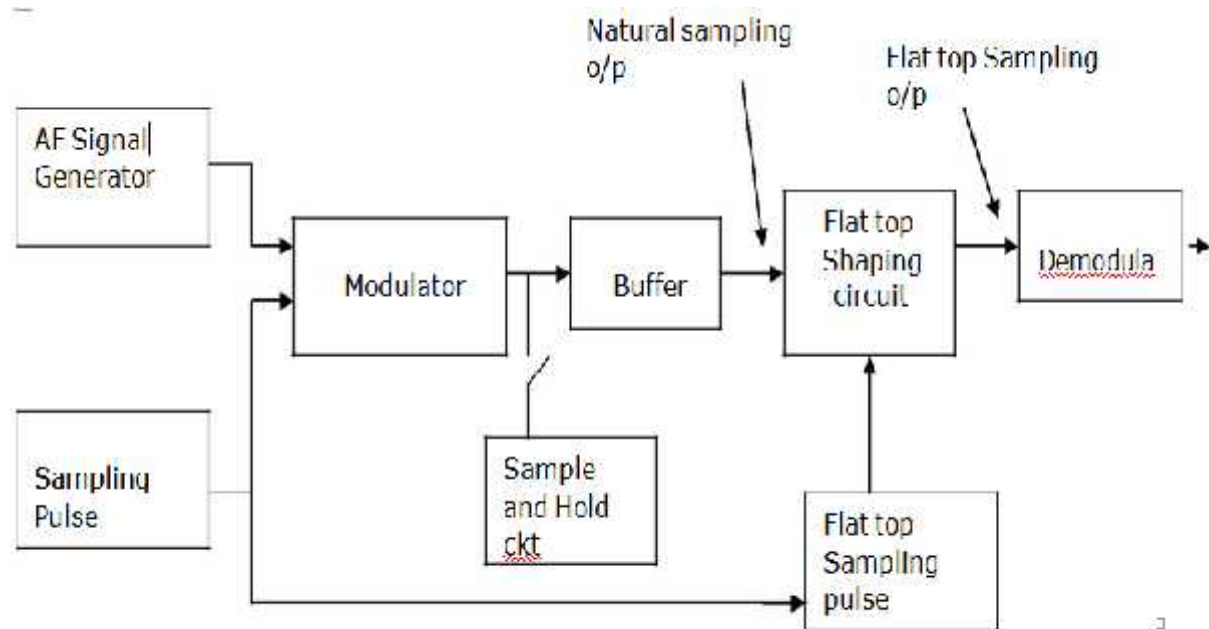 Natural sampling
o/p
Flat top Sampling
o/p
AF Signal
Generator
Modulator
Buffer
Flat top
Shaping
circuit
Demodula
Sampling
Pulse
Sample
and Hold
ckt
Flat top
Sampling
pulse